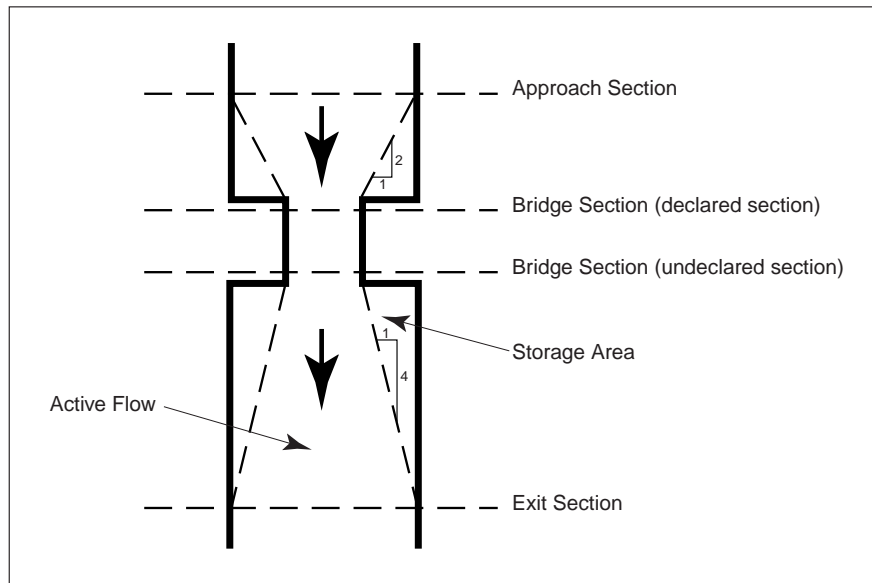 Approach Section
2
1
Bridge Section (declared section)
Bridge Section (undeclared section)
1
Storage Area
4
Active Flow
Exit Section